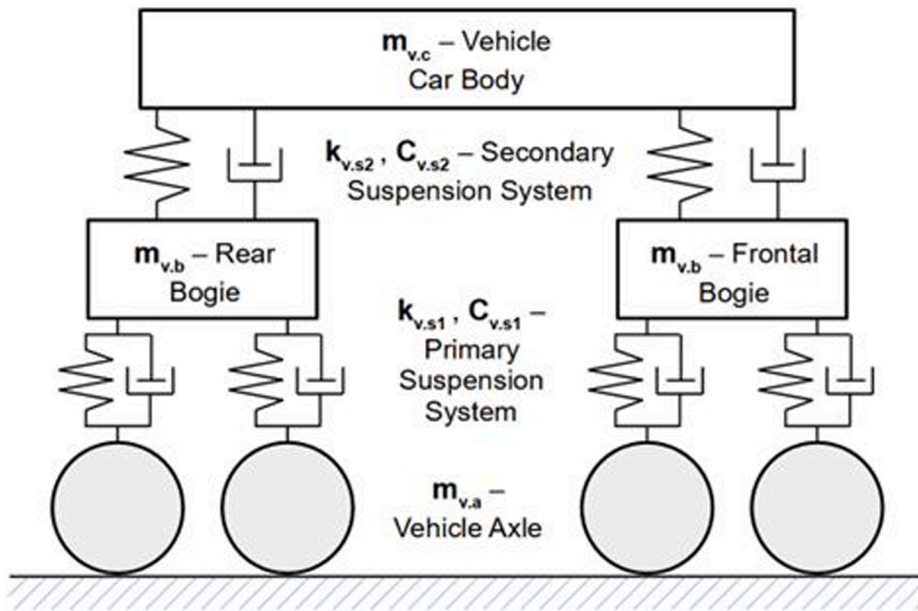 m_v.c – Vehicle
Car Body
k_v.s2 , C_v.s2 – Secondary
Suspension System
m_v.b – Rear
Bogie
m_v.b – Frontal
Bogie
k_v.s1 , C_v.s1 –
Primary
Suspension
System
m_v.a –
Vehicle Axle